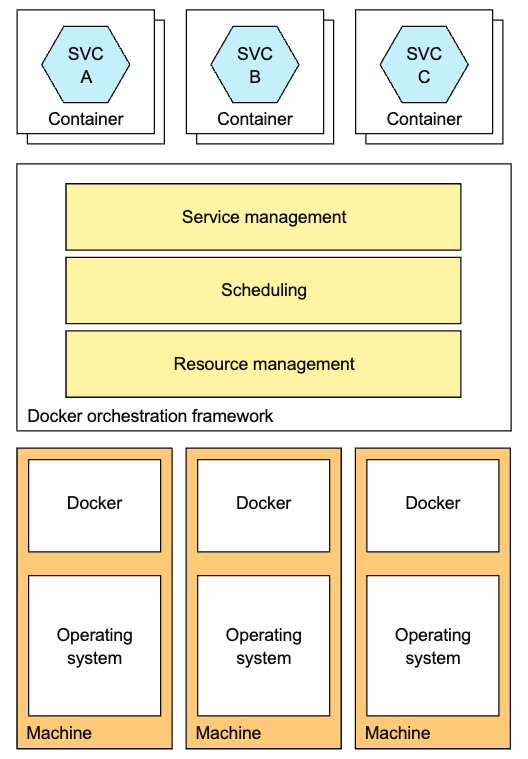 SVC
A
Container
SVC
B
Container
SVC
C
Container
Service management
Scheduling
Resource management
Docker orchestration framework
Docker
Operating
system
Machine
Docker
Operating
system
Machine
Docker
Operating
system
Machine